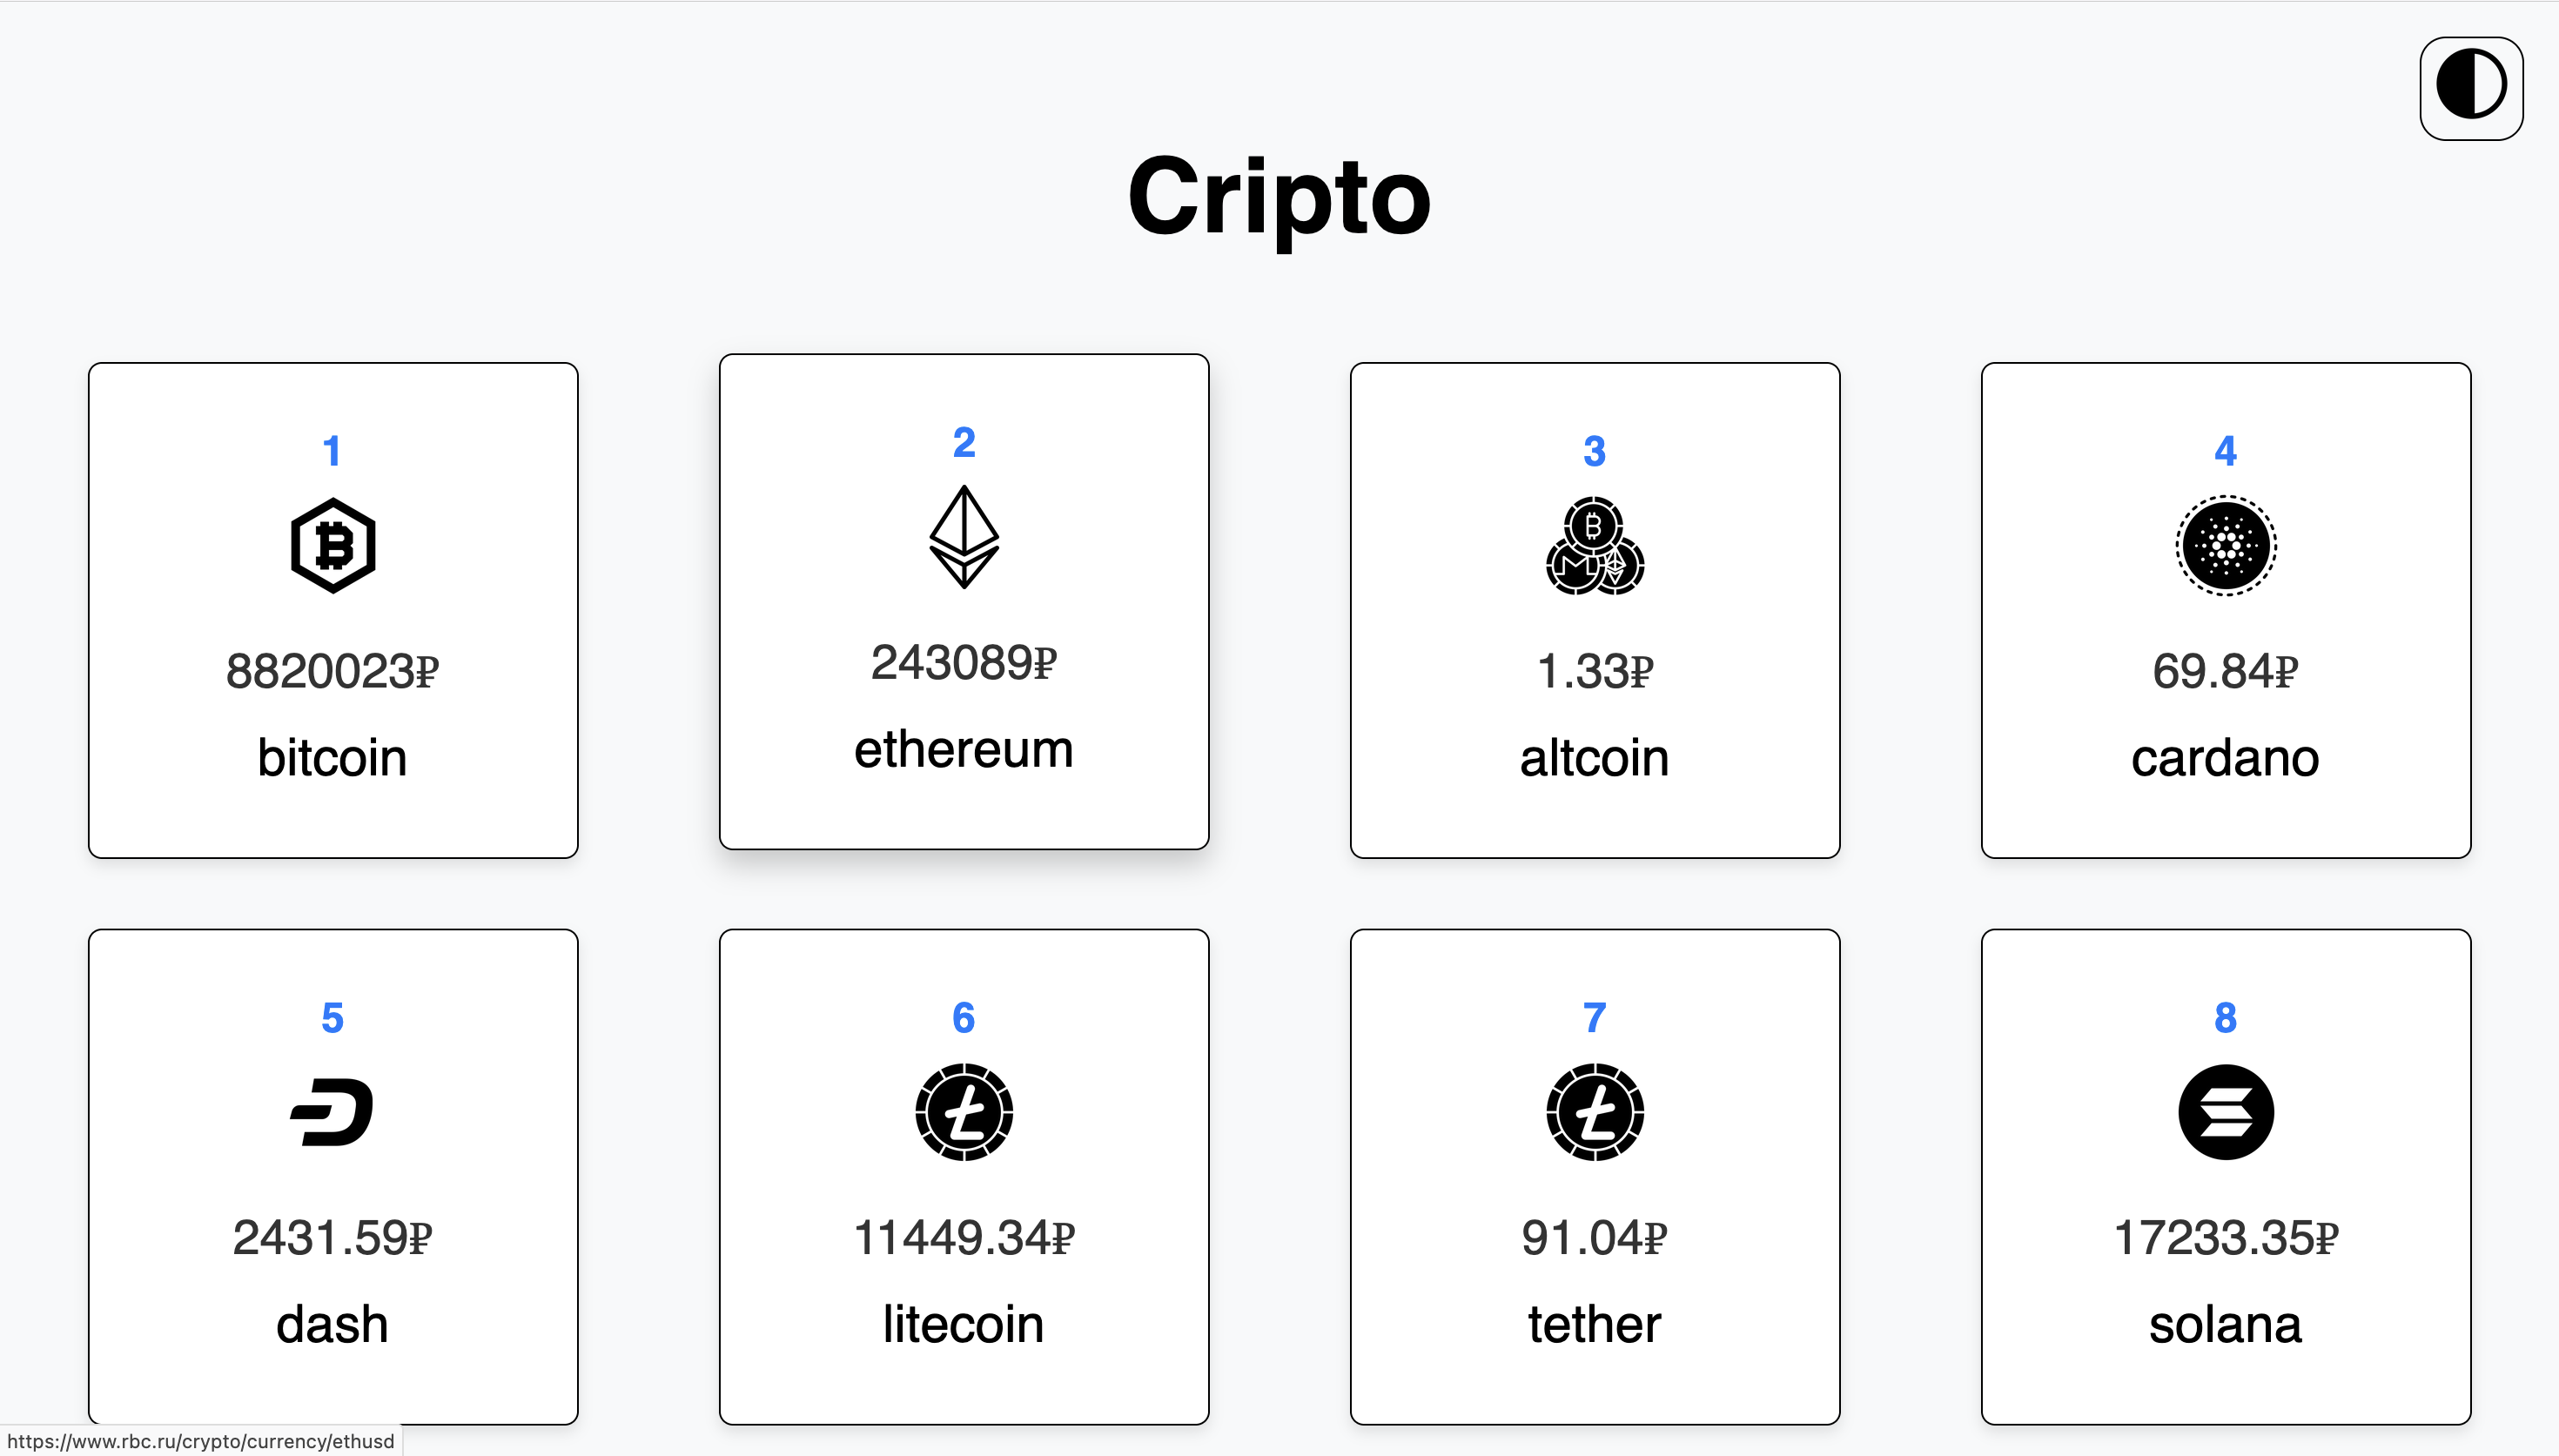 Cripto
1
8820023₽
bitcoin
2
243089₽
ethereum
3
1.33₽
altcoin
4
69.84₽
cardano
5
2431.59₽
dash
6
11449.34₽
litecoin
7
91.04₽
tether
8
17233.35₽
solana
https://www.rbc.ru/crypto/currency/ethusd